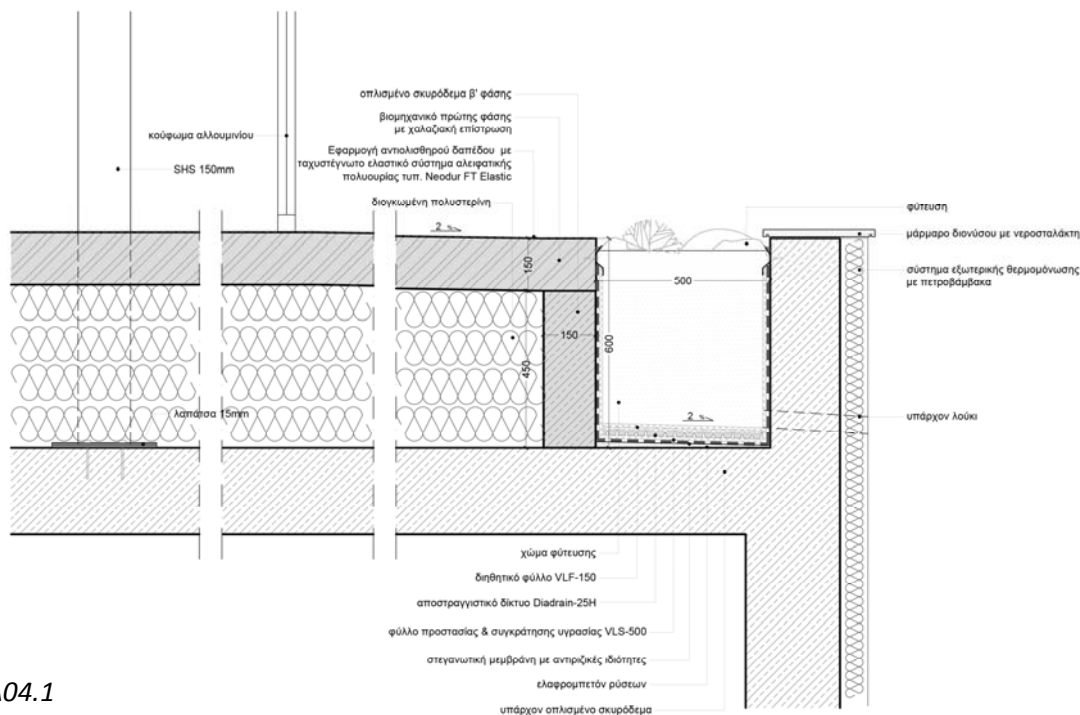 οπλισμένο σκυρόδεμα β' φάσης
βιομηχανικό πρώτης φάσης
με χαλαζιακή επίστρωση
κούφωμα αλλουμινίου
SHS 150mm
Εφαρμογή αντιολισθηρού δαπέδου με
ταχυστέγνωτο ελαστικό σύστημα αλειφατικής
πολυουρίας τυπ. Neodur FT Elastic
διογκωμένη πολυστερίνη
2 %
φύτευση
μάρμαρο διονύσου με νεροσταλάκτη
σύστημα εξωτερικής θερμομόνωσης
με πετροβάμβακα
150
500
150
600
450
λαπάτσα 15mm
2 %
υπάρχον λούκι
χώμα φύτευσης
διηθητικό φύλλο VLF-150
αποστραγγιστικό δίκτυο Diadrain-25H
φύλλο προστασίας & συγκράτησης υγρασίας VLS-500
στεγανωτική μεμβράνη με αντιριζικές ιδιότητες
ελαφρομπετόν ρύσεων
υπάρχον οπλισμένο σκυρόδεμα
04.1